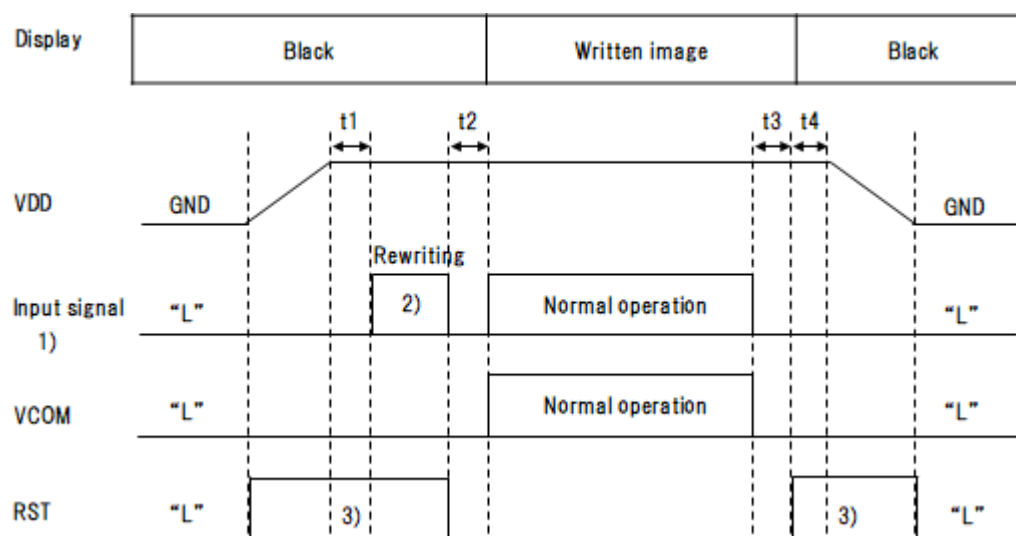 Display Black Written image Black
t1 t2 t3 t4
VDD GND GND
Rewriting
Input signal “L” 2) Normal operation “L”
1)
VCOM “L” Normal operation “L”
RST “L” 3) 3) “L”